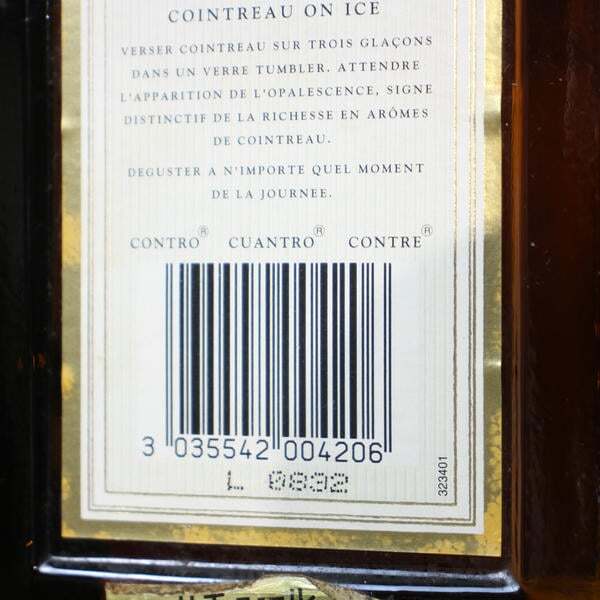 COINTREAU ON ICE
VERSER COINTREAU SUR TROIS GLAÇONS
DANS UN VERRE TUMBLER. ATTENDRE
L'APPARITION DE L'OPALESCENCE, SIGNE
DISTINCTIF DE LA RICHESSE EN ARÔMES
DE COINTREAU.
DEGUSTER A N'IMPORTE QUEL MOMENT
DE LA JOURNEE.
CONTRO® CUANTRO® CONTRE®
3 035542 004206
L 0832
323401